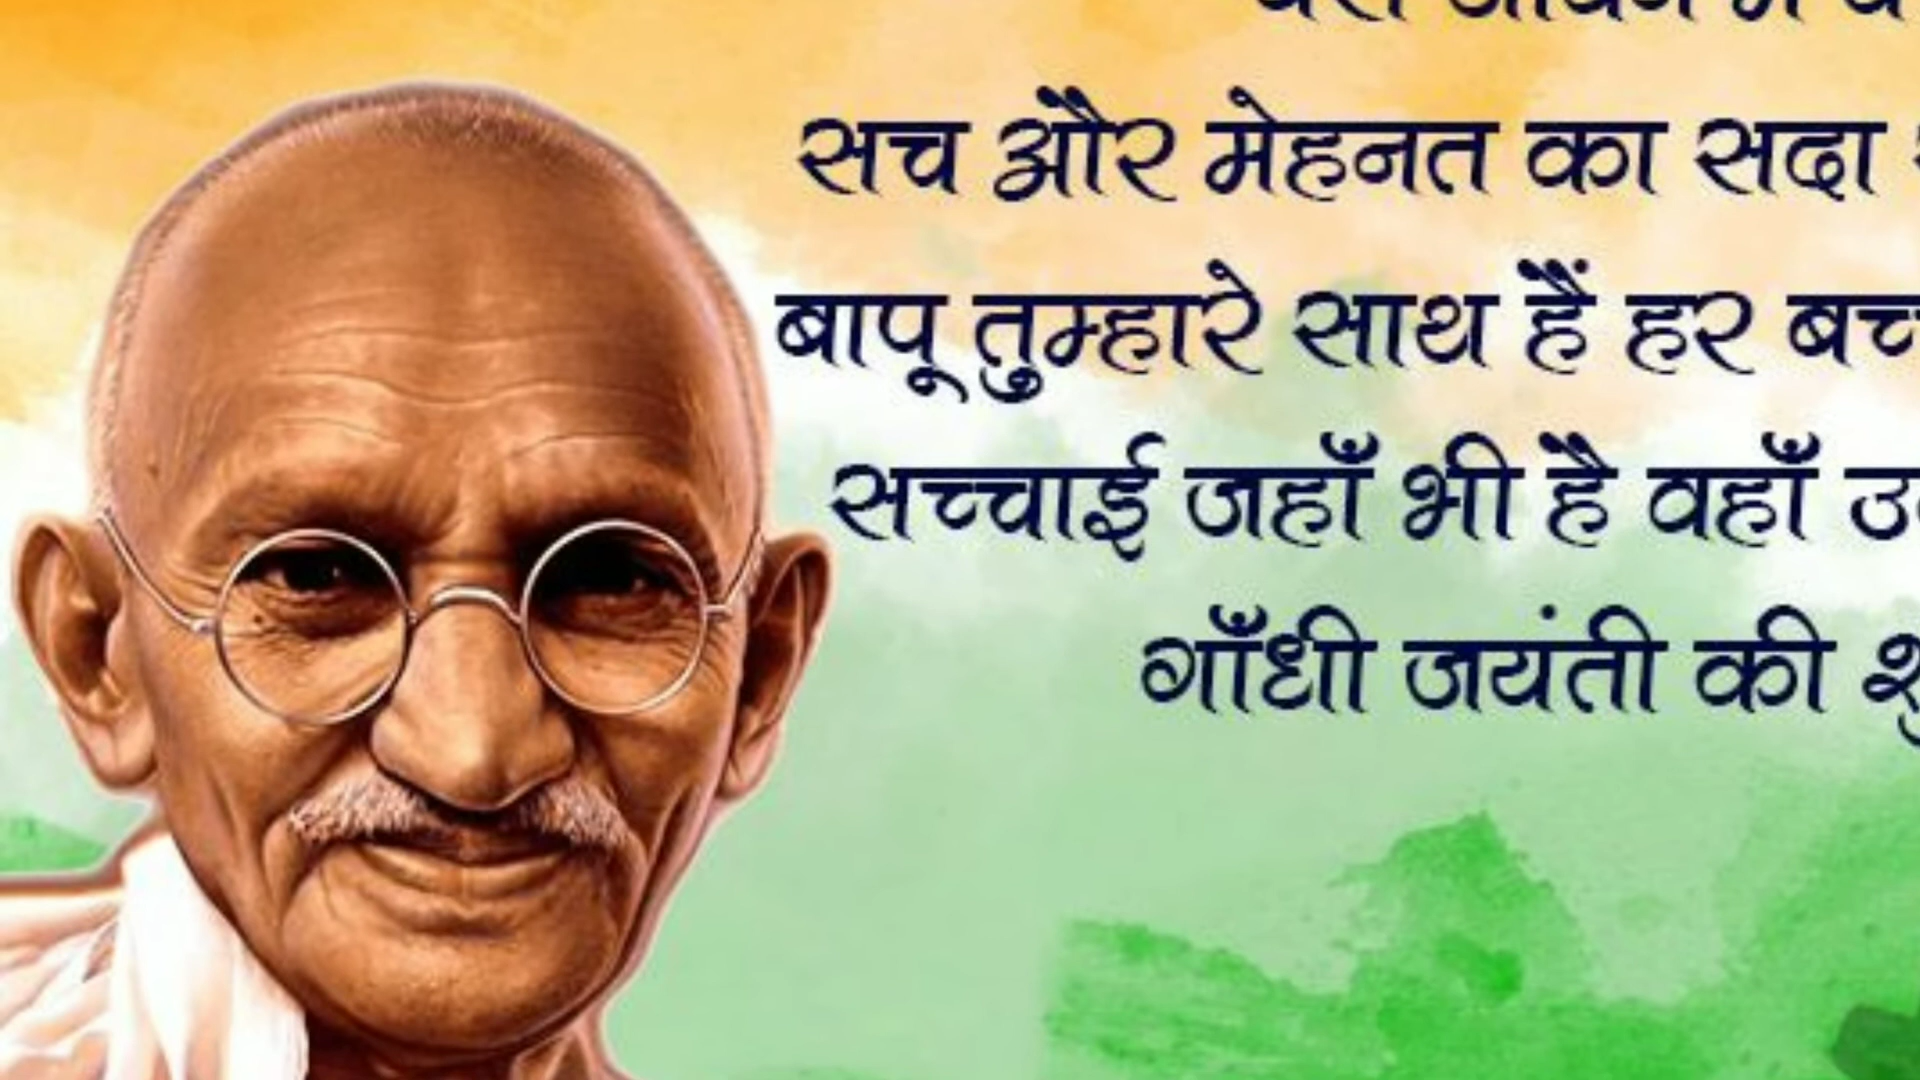 सच और मेहनत का सदा
बापू तुम्हारे साथ हैं हर
सच्चाई जहाँ भी है वहाँ
गाँधी जयंती की